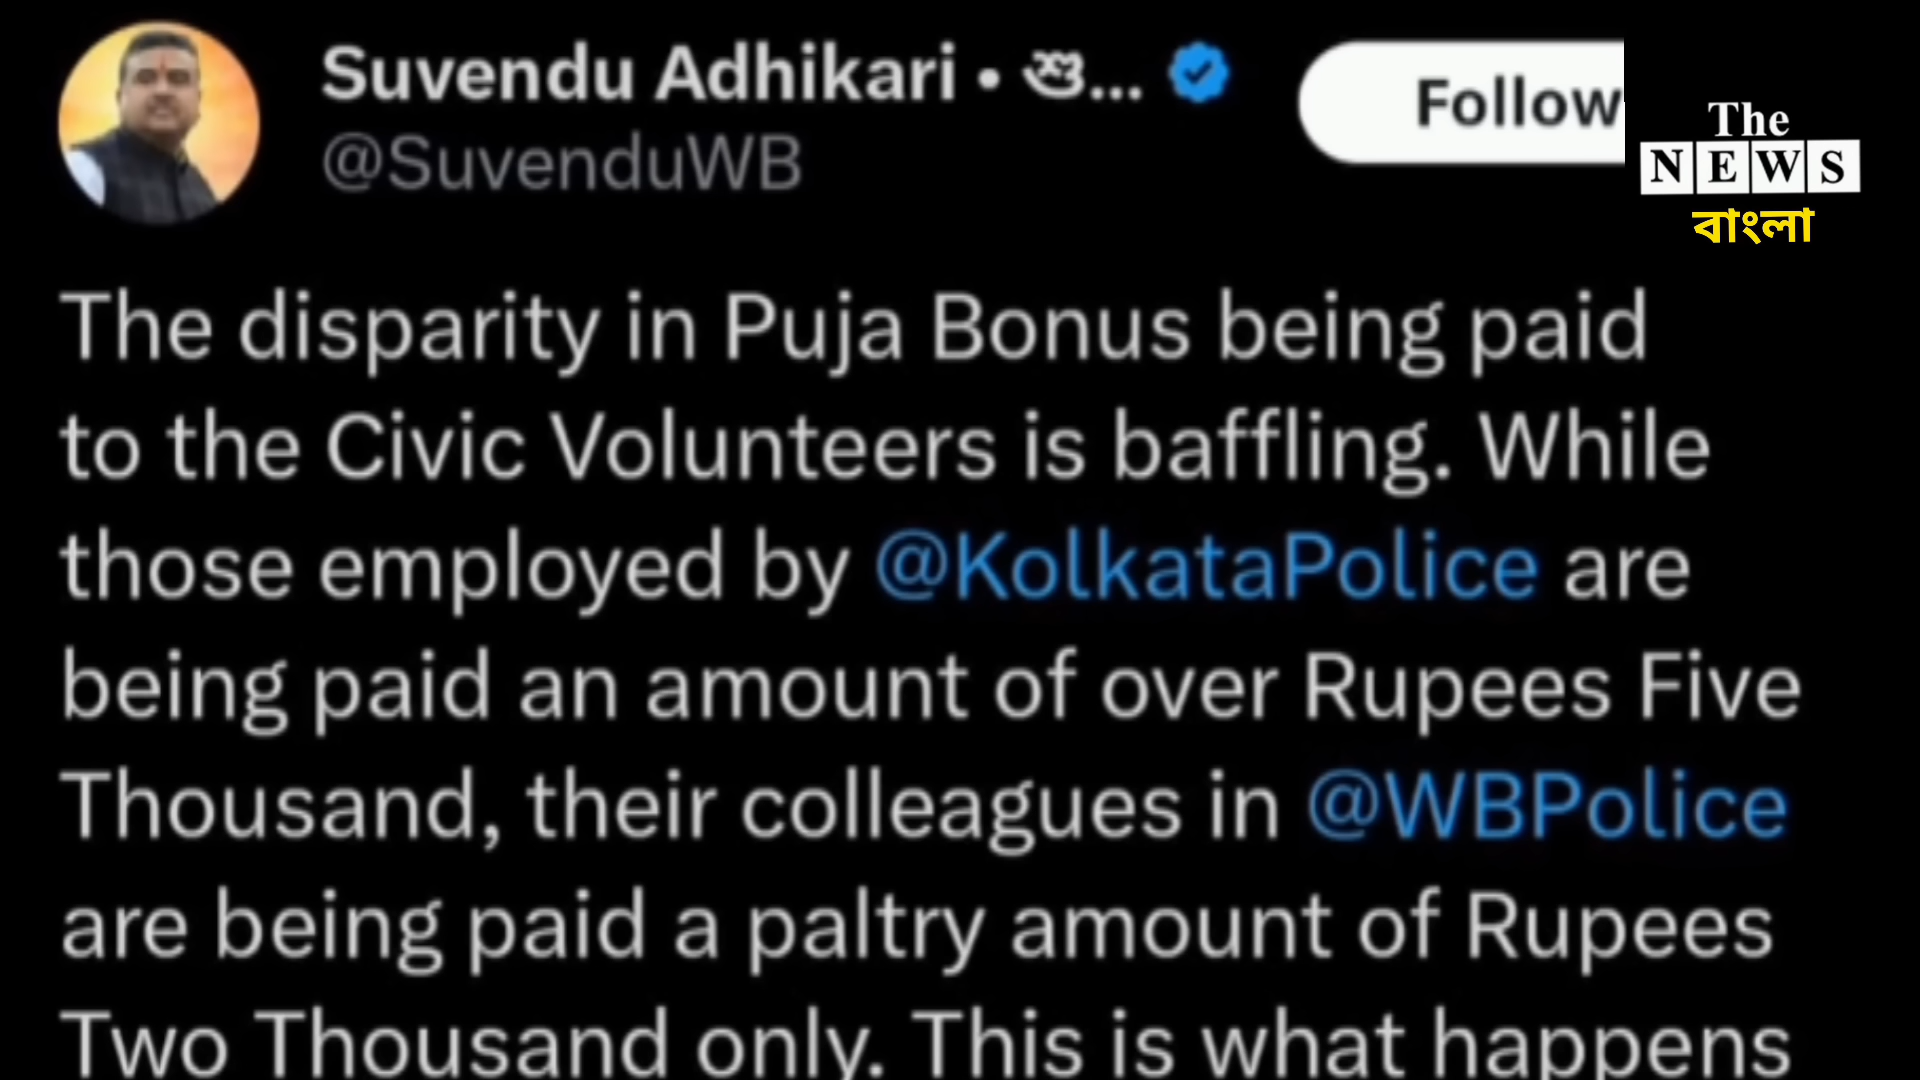 Suvendu Adhikari • শু...
Follow
@SuvenduWB
The
NEWS
বাংলা
The disparity in Puja Bonus being paid
to the Civic Volunteers is baffling. While
those employed by @KolkataPolice are
being paid an amount of over Rupees Five
Thousand, their colleagues in @WBPolice
are being paid a paltry amount of Rupees
Two Thousand only. This is what happens